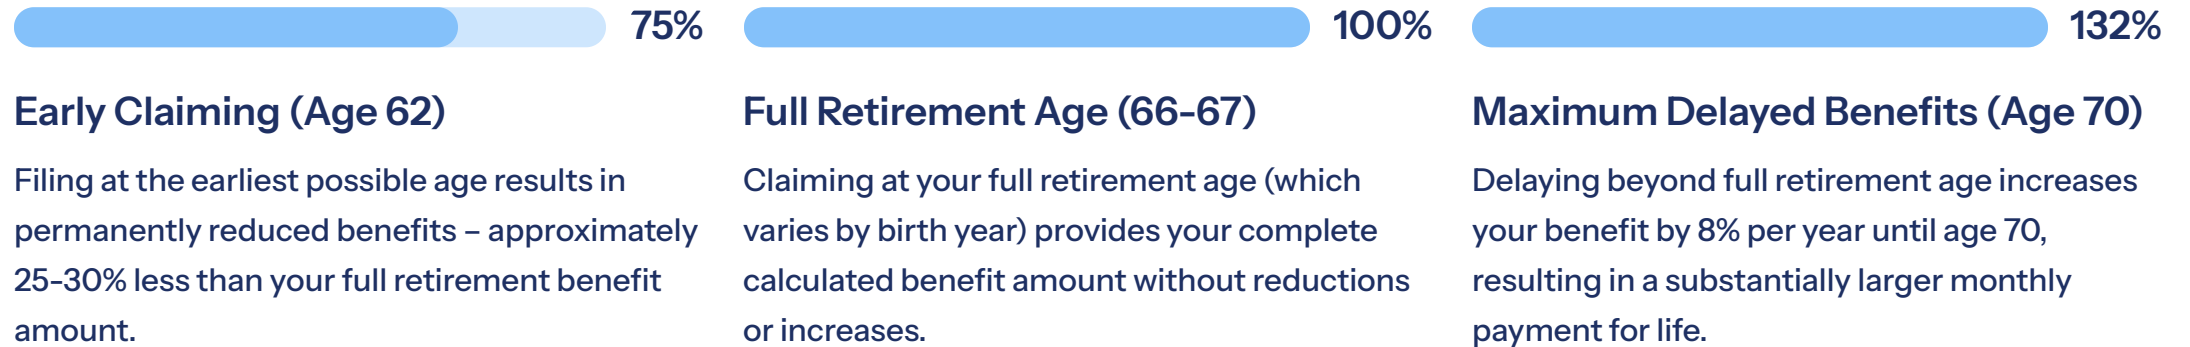 75%
Early Claiming (Age 62)
Filing at the earliest possible age results in
permanently reduced benefits – approximately
25-30% less than your full retirement benefit
amount.
100%
Full Retirement Age (66-67)
Claiming at your full retirement age (which
varies by birth year) provides your complete
calculated benefit amount without reductions
or increases.
132%
Maximum Delayed Benefits (Age 70)
Delaying beyond full retirement age increases
your benefit by 8% per year until age 70,
resulting in a substantially larger monthly
payment for life.